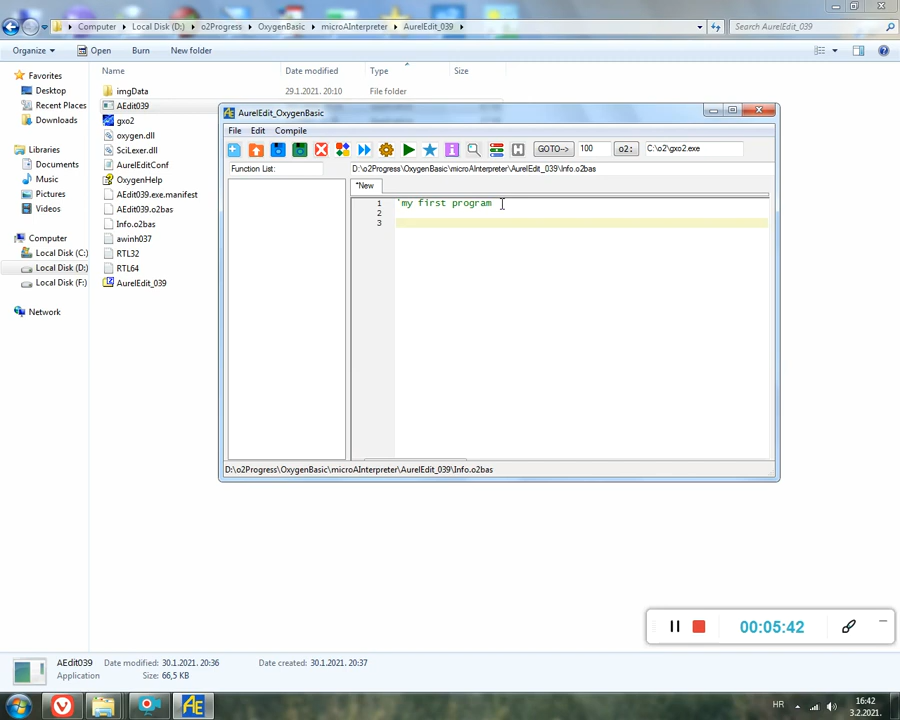 Computer ▸ Local Disk (D:) ▸ o2Progress ▸ OxygenBasic ▸ microAInterpreter ▸ AurelEdit_039 ▸
Search AurelEdit_039
Organize ▾ Open Burn New folder
Favorites
Desktop
Recent Places
Downloads
Libraries
Documents
Music
Pictures
Videos
Computer
Local Disk (C:)
Local Disk (D:)
Local Disk (F:)
Network
Name Date modified Type Size
imgData 29.1.2021. 20:10 File folder
AEdit039
gxo2
oxygen.dll
SciLexer.dll
AurelEditConf
OxygenHelp
AEdit039.exe.manifest
AEdit039.o2bas
Info.o2bas
awinh037
RTL32
RTL64
AurelEdit_039
AurelEdit_OxygenBasic
File Edit Compile
GOTO--> 100 o2: C:\o2\gxo2.exe
Function List: D:\o2Progress\OxygenBasic\microAInterpreter\AurelEdit_039\Info.o2bas
*New
1 'my first program
2
3
D:\o2Progress\OxygenBasic\microAInterpreter\AurelEdit_039\Info.o2bas
00:05:42
AEdit039 Date modified: 30.1.2021. 20:36 Date created: 30.1.2021. 20:37
Application Size: 66,5 KB
AE
HR
16:42
3.2.2021.